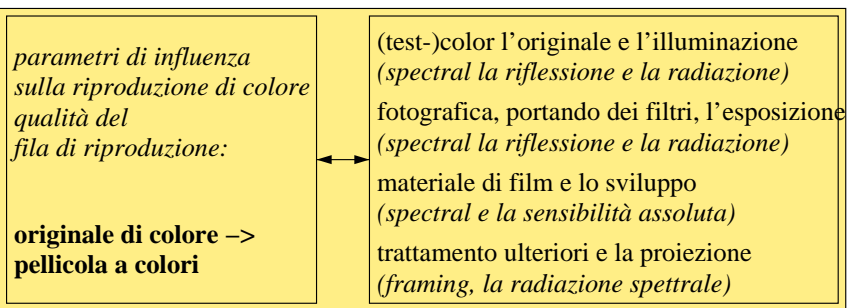 parametri di influenza
sulla riproduzione di colore
qualità del
fila di riproduzione:
originale di colore −>
pellicola a colori
(test-)color l'originale e l'illuminazione
(spectral la riflessione e la radiazione)
fotografica, portando dei filtri, l'esposizione
(spectral la riflessione e la radiazione)
materiale di film e lo sviluppo
(spectral e la sensibilità assoluta)
trattamento ulteriori e la proiezione
(framing, la radiazione spettrale)